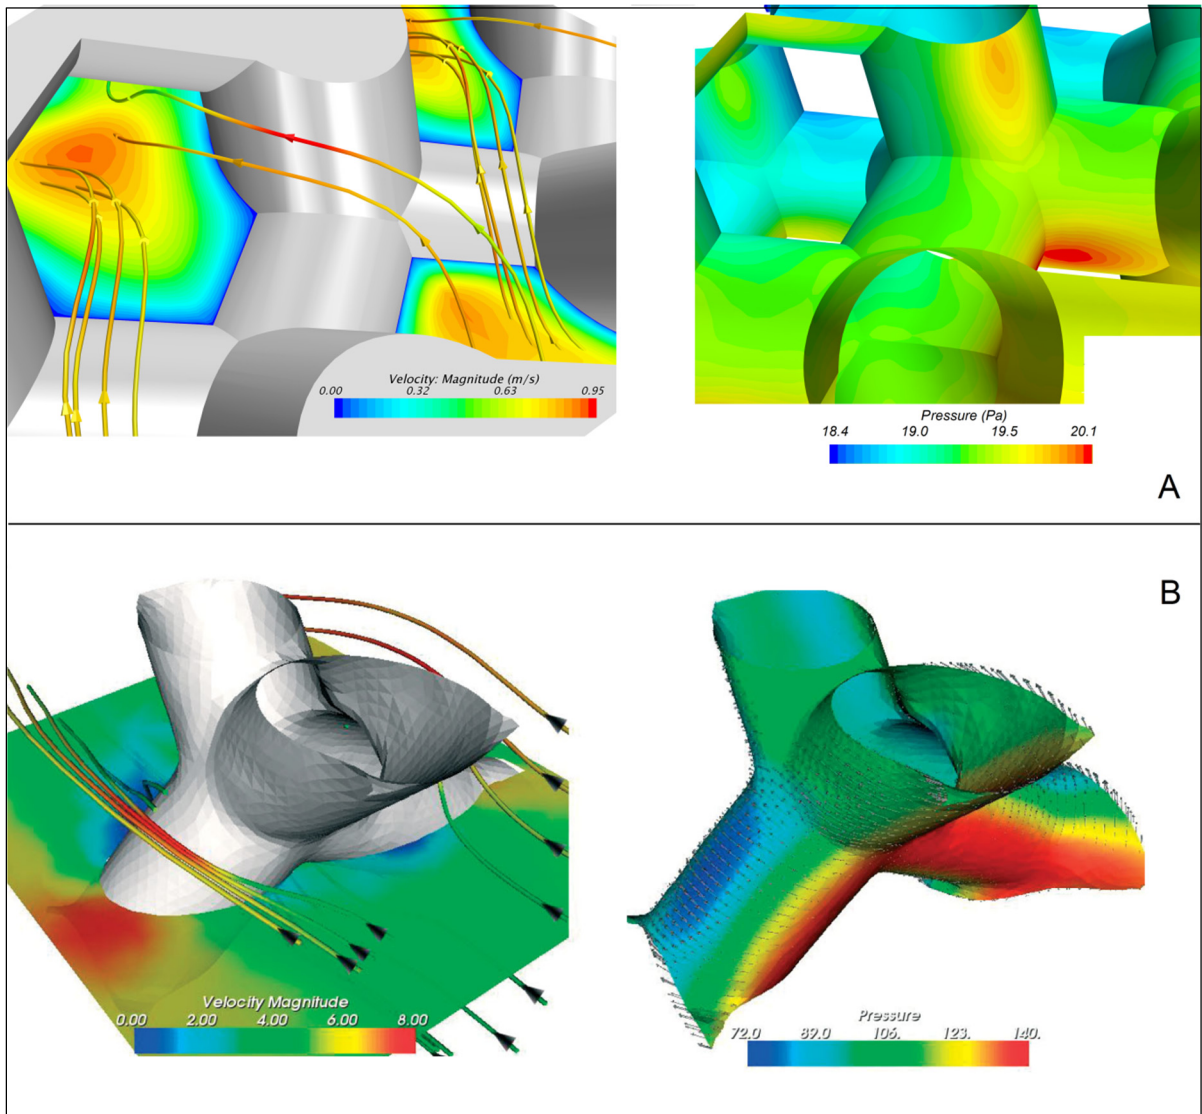 Velocity: Magnitude (m/s)
0.00 0.32 0.63 0.95
Pressure (Pa)
18.4 19.0 19.5 20.1
A
B
Velocity Magnitude
0.00 2.00 4.00 6.00 8.00
Pressure
72.0 89.0 106. 123. 140.